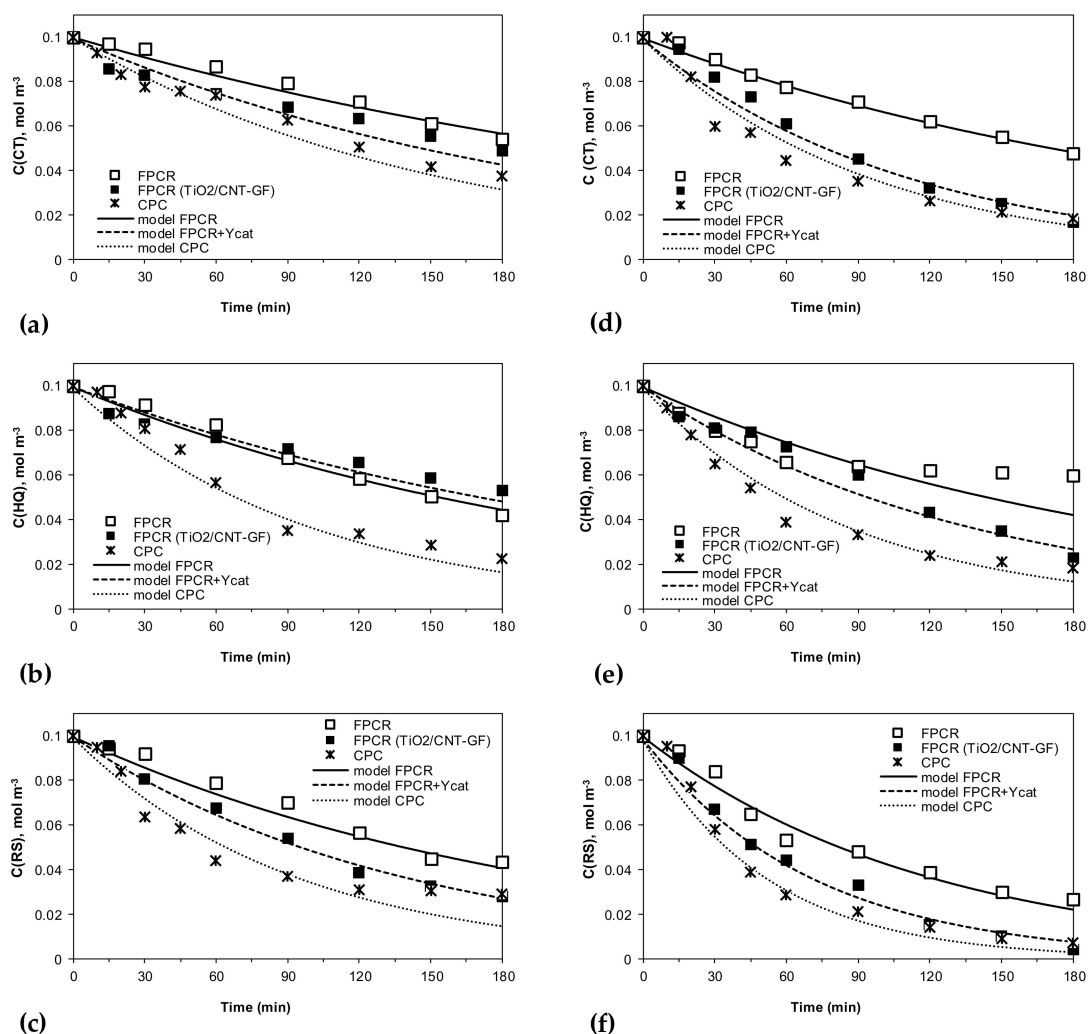 0.1
0.08
0.06
0.04
0.02
0
C(CT), mol m⁻³
FPCR
FPCR (TiO2/CNT-GF)
CPC
model FPCR
model FPCR+Ycat
model CPC
0 30 60 90 120 150 180
Time (min)
(a)
0.1
0.08
0.06
0.04
0.02
0
C (CT), mol m⁻³
FPCR
FPCR (TiO2/CNT-GF)
CPC
model FPCR
model FPCR+Ycat
model CPC
0 30 60 90 120 150 180
Time (min)
(d)
0.1
0.08
0.06
0.04
0.02
0
C(HQ), mol m⁻³
FPCR
FPCR (TiO2/CNT-GF)
CPC
model FPCR
model FPCR+Ycat
model CPC
0 30 60 90 120 150 180
Time (min)
(b)
0.1
0.08
0.06
0.04
0.02
0
C(HQ), mol m⁻³
FPCR
FPCR (TiO2/CNT-GF)
CPC
model FPCR
model FPCR+Ycat
model CPC
0 30 60 90 120 150 180
Time (min)
(e)
0.1
0.08
0.06
0.04
0.02
0
C(RS), mol m⁻³
FPCR
FPCR (TiO2/CNT-GF)
CPC
model FPCR
model FPCR+Ycat
model CPC
0 30 60 90 120 150 180
Time (min)
(c)
0.1
0.08
0.06
0.04
0.02
0
C(RS), mol m⁻³
FPCR
FPCR (TiO2/CNT-GF)
CPC
model FPCR
model FPCR+Ycat
model CPC
0 30 60 90 120 150 180
Time (min)
(f)